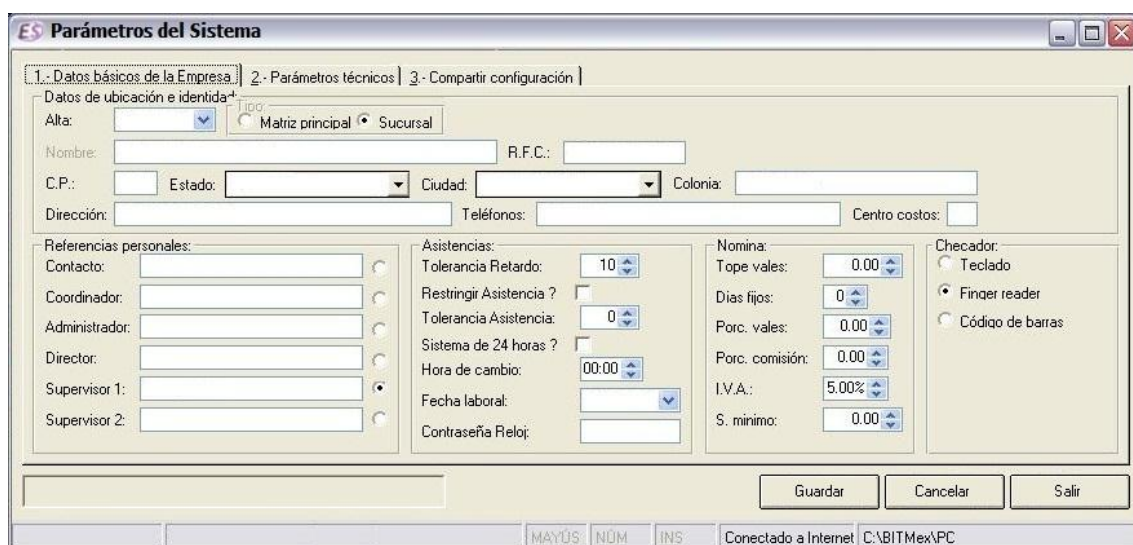 ES Parámetros del Sistema
1.- Datos básicos de la Empresa 2.- Parámetros técnicos 3.- Compartir configuración
Datos de ubicación e identidad:
Alta: Tipo: Matriz principal Sucursal
Nombre: R.F.C.:
C.P.: Estado: Ciudad: Colonia:
Dirección: Teléfonos: Centro costos:
Referencias personales:
Contacto:
Coordinador:
Administrador:
Director:
Supervisor 1:
Supervisor 2:
Asistencias:
Tolerancia Retardo: 10
Restringir Asistencia ?
Tolerancia Asistencia: 0
Sistema de 24 horas ?
Hora de cambio: 00:00
Fecha laboral:
Contraseña Reloj:
Nomina:
Tope vales: 0.00
Dias fijos: 0
Porc. vales: 0.00
Porc. comisión: 0.00
I.V.A.: 5.00%
S. minimo: 0.00
Checador:
Teclado
Finger reader
Código de barras
Guardar Cancelar Salir
MAYÚS NÚM INS Conectado a Internet C:\BITMex\PC